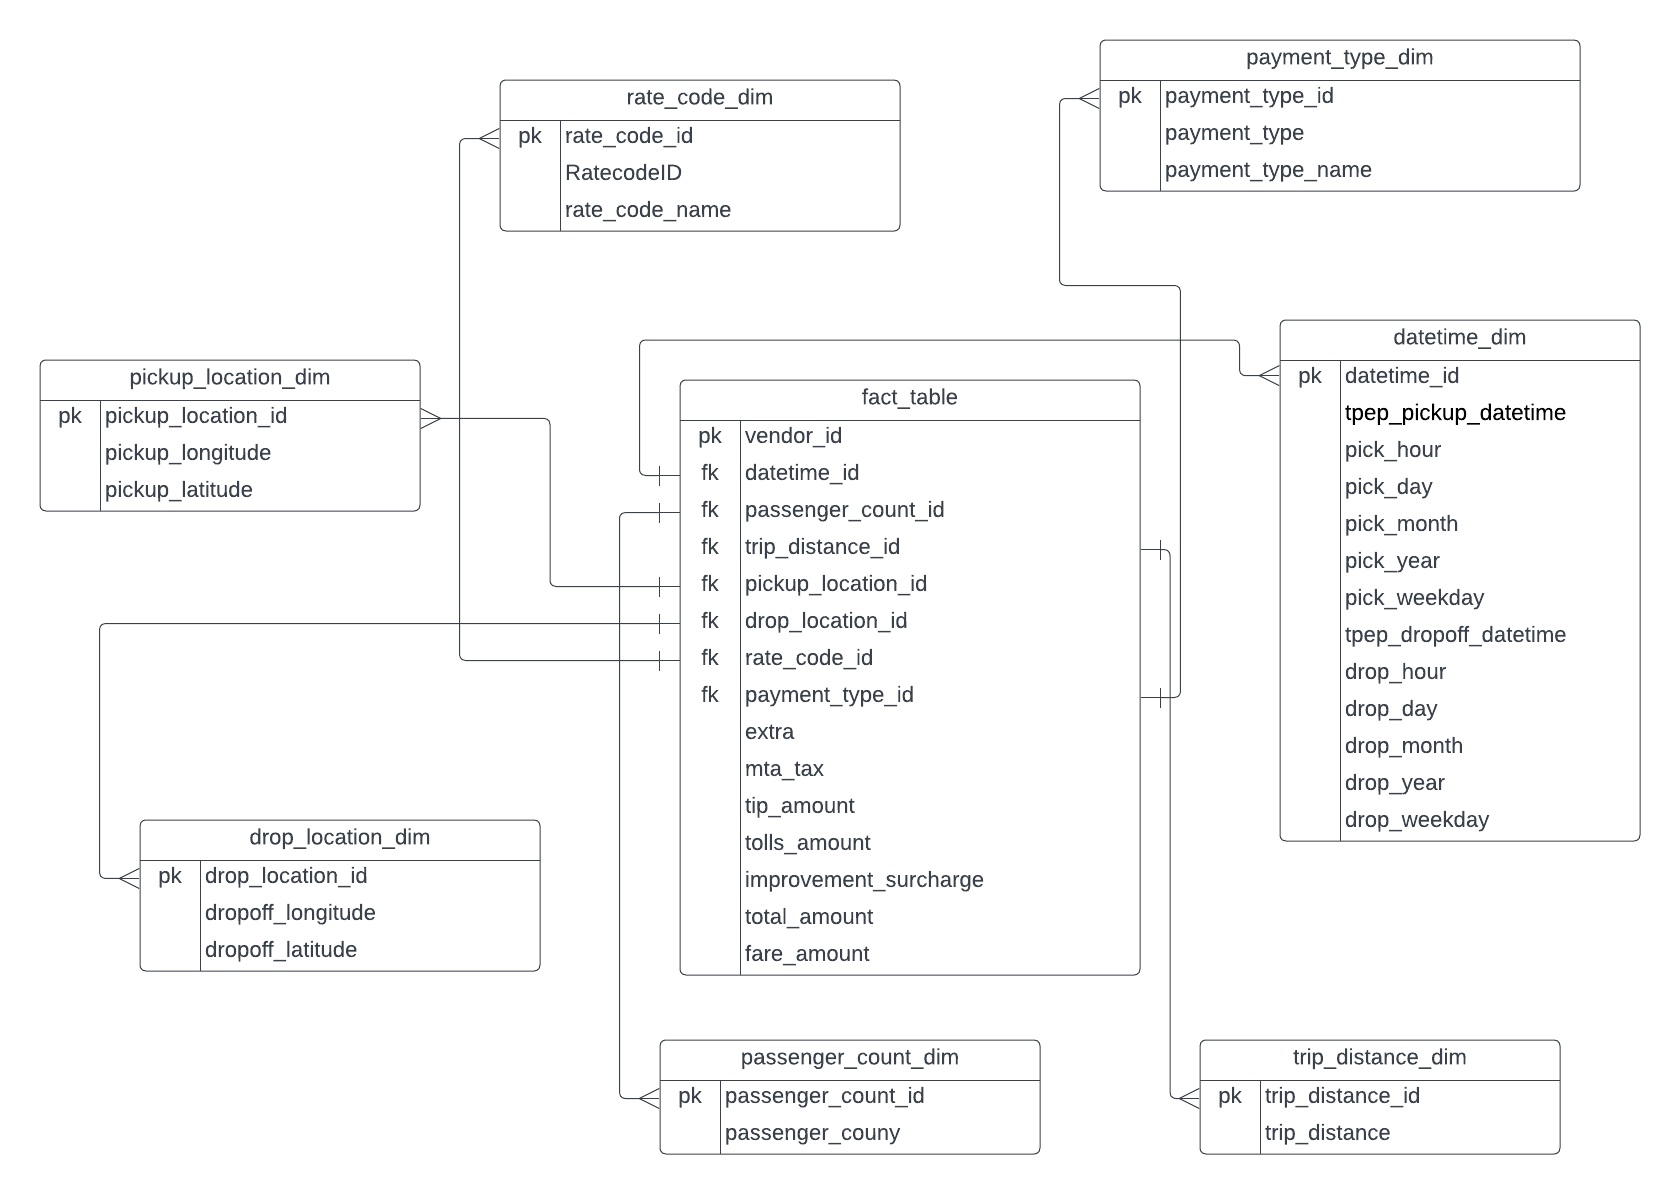 payment_type_dim
pk payment_type_id
payment_type
payment_type_name
rate_code_dim
pk rate_code_id
RatecodeID
rate_code_name
datetime_dim
pk datetime_id
tpep_pickup_datetime
pick_hour
pick_day
pick_month
pick_year
pick_weekday
tpep_dropoff_datetime
drop_hour
drop_day
drop_month
drop_year
drop_weekday
pickup_location_dim
pk pickup_location_id
pickup_longitude
pickup_latitude
fact_table
pk vendor_id
fk datetime_id
fk passenger_count_id
fk trip_distance_id
fk pickup_location_id
fk drop_location_id
fk rate_code_id
fk payment_type_id
extra
mta_tax
tip_amount
tolls_amount
improvement_surcharge
total_amount
fare_amount
drop_location_dim
pk drop_location_id
dropoff_longitude
dropoff_latitude
passenger_count_dim
pk passenger_count_id
passenger_couny
trip_distance_dim
pk trip_distance_id
trip_distance